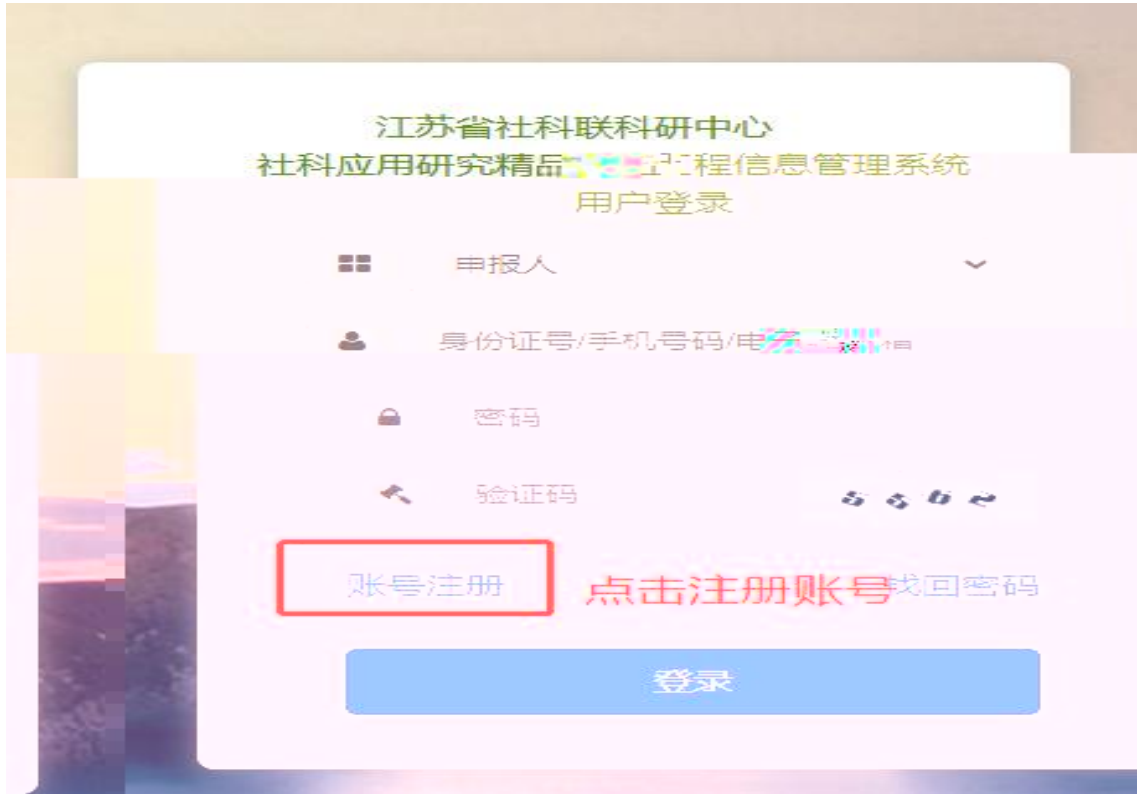 江苏省社科联科研中心
社科应用研究精品程信息管理系统
用户登录
申报人
身份证号/手机号码/电
密码
验证码
账号注册 点击注册账号 找回密码
登录